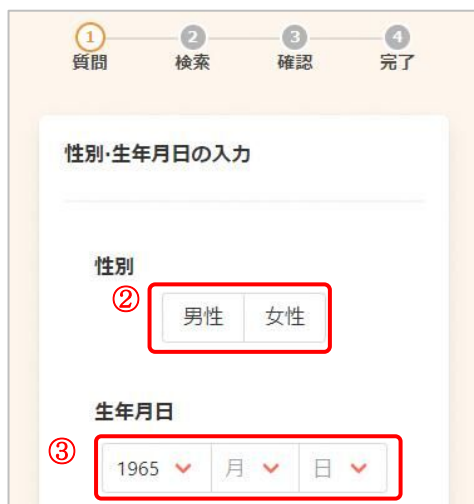 1 2 3 4
質問 検索 確認 完了
性別・生年月日の入力
性別
②
男性 女性
生年月日
③
1965 月 日